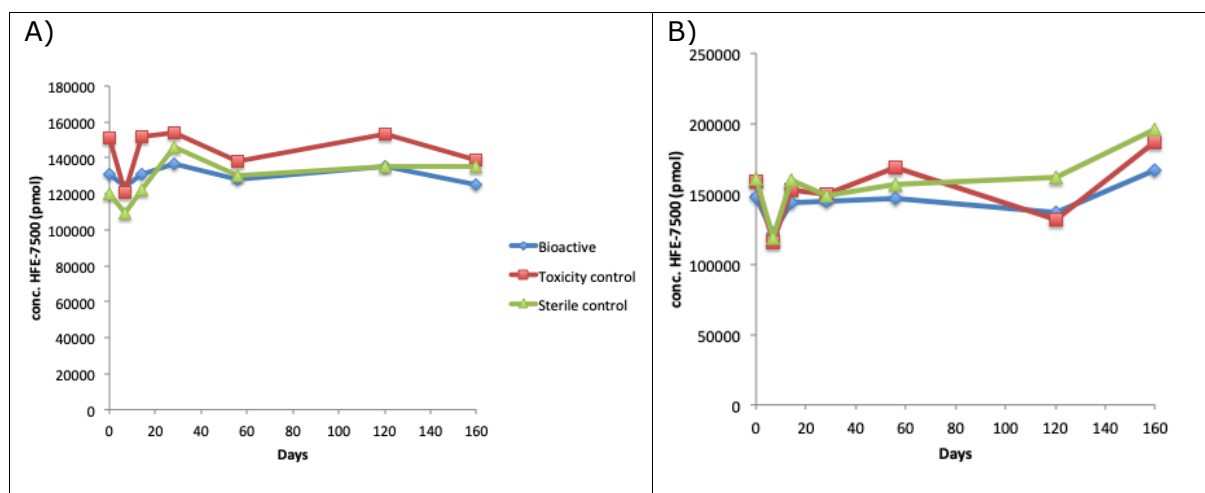 A)
180000
160000
140000
120000
100000
80000
60000
40000
20000
0
conc. HFE-7500 (pmol)
0 20 40 60 80 100 120 140 160
Days
Bioactive
Toxicity control
Sterile control
B)
250000
200000
150000
100000
50000
0
conc. HFE-7500 (pmol)
0 20 40 60 80 100 120 140 160
Days